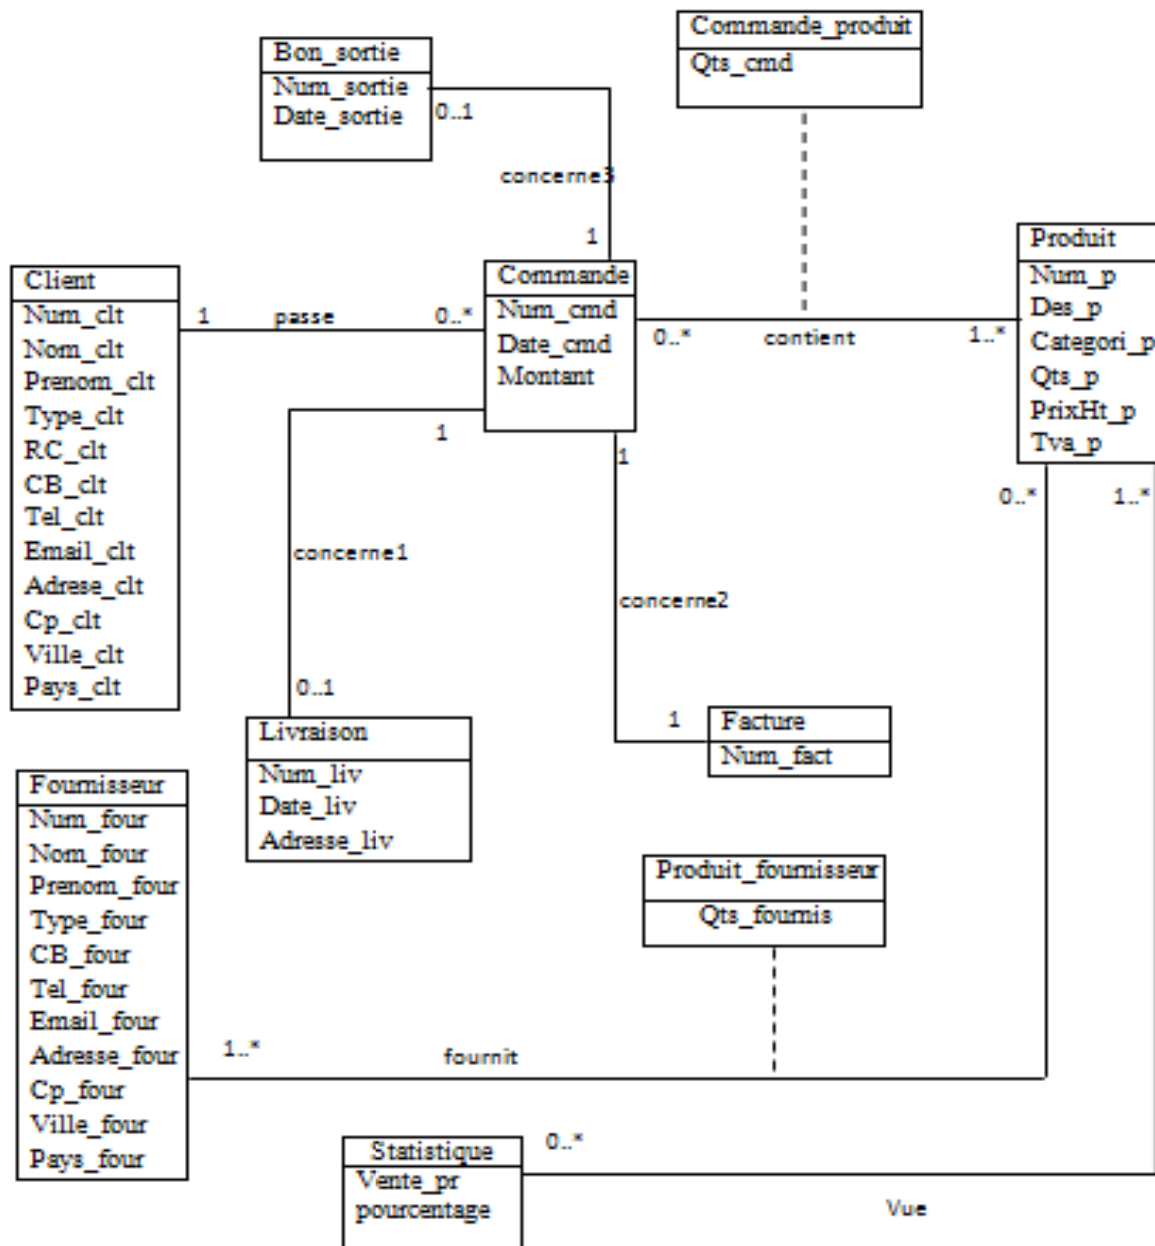 Commande_produit
Qts_cmd
Bon_sortie
Num_sortie
Date_sortie
0..1
concerne3
1
Produit
Num_p
Des_p
Categori_p
Qts_p
PrixHt_p
Tva_p
Client
Num_clt
Nom_clt
Prenom_clt
Type_clt
RC_clt
CB_clt
Tel_clt
Email_clt
Adrese_clt
Cp_clt
Ville_clt
Pays_clt
1
passe
0..*
Commande
Num_cmd
Date_cmd
Montant
0..*
contient
1..*
1
1
0..*
1..*
concerne1
concerne2
0..1
Livraison
Num_liv
Date_liv
Adresse_liv
1
Facture
Num_fact
Fournisseur
Num_four
Nom_four
Prenom_four
Type_four
CB_four
Tel_four
Email_four
Adresse_four
Cp_four
Ville_four
Pays_four
Produit_fournisseur
Qts_fournis
1..*
fournit
Statistique
Vente_pr
pourcentage
0..*
Vue